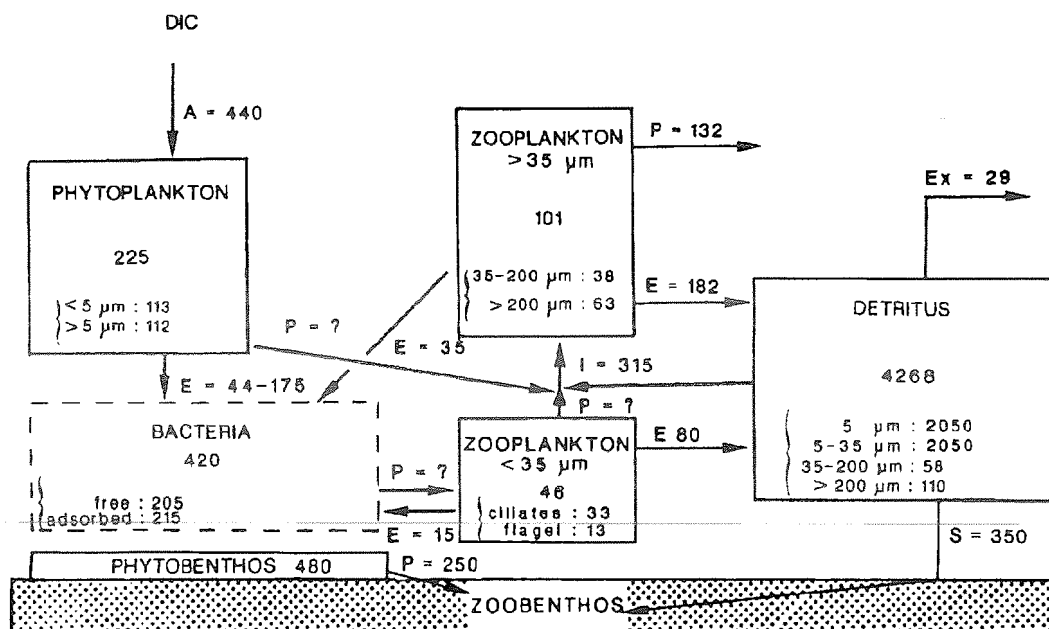 DIC
A = 440
PHYTOPLANKTON
225
< 5 µm : 113
> 5 µm : 112
E = 44-175
P = ?
E = 35
ZOOPLANKTON
> 35 µm
101
35-200 µm : 38
> 200 µm : 63
P = 132
E = 182
I = 315
P = ?
ZOOPLANKTON
< 35 µm
46
ciliates : 33
flagel : 13
E 80
BACTERIA
420
free : 205
adsorbed : 215
P = ?
E = 15
Ex = 29
DETRITUS
4268
5 µm : 2050
5-35 µm : 2050
35-200 µm : 58
> 200 µm : 110
S = 350
PHYTOBENTHOS 480
P = 250
ZOOBENTHOS